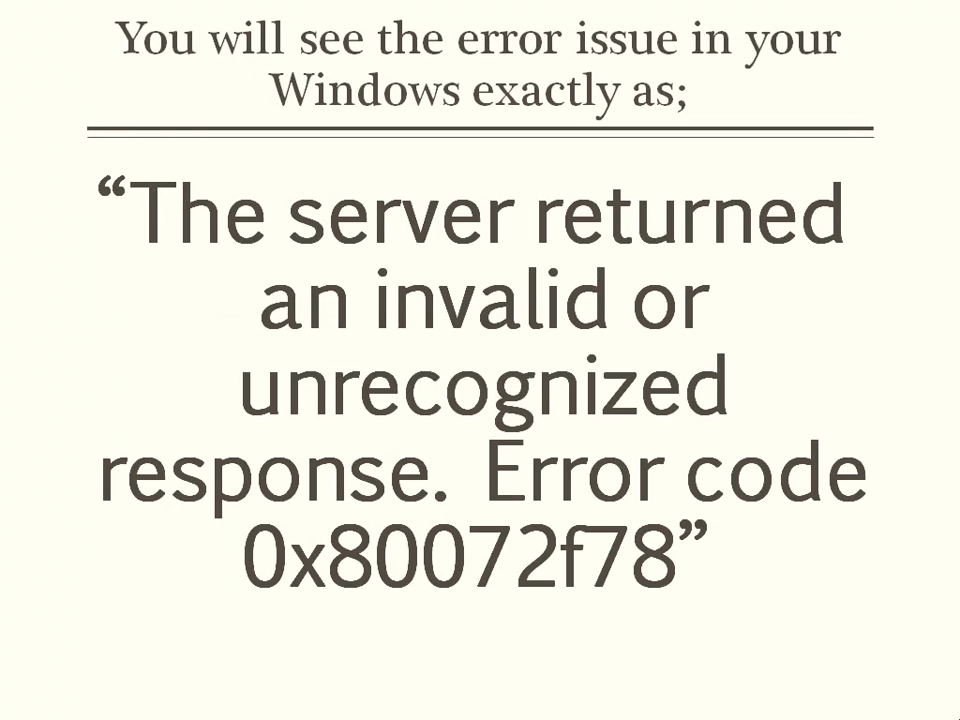 You will see the error issue in your
Windows exactly as;
“The server returned
an invalid or
unrecognized
response. Error code
0x80072f78”